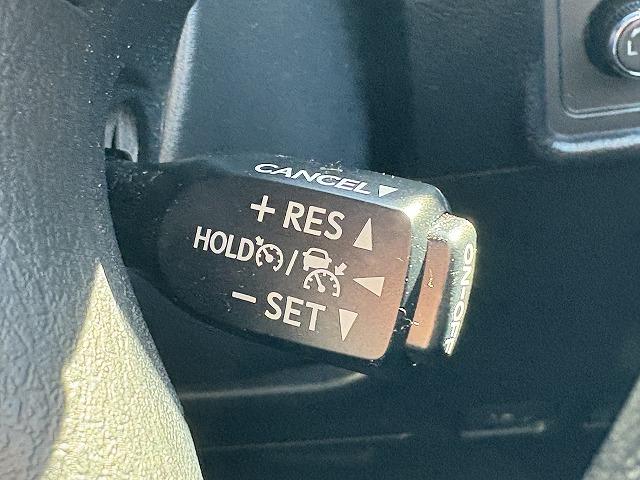 CANCEL
+ RES
HOLD /
- SET
ON-OFF